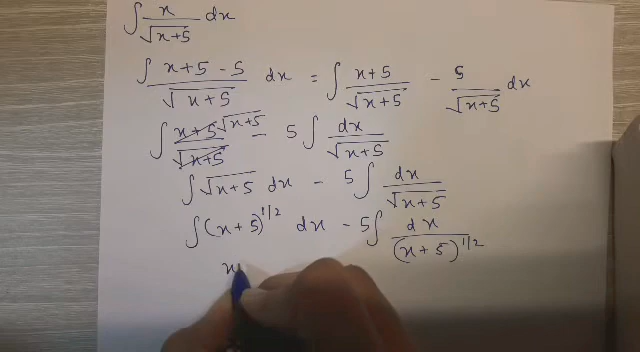 ∫ x/√(x+5) dx
∫ (x+5-5)/√(x+5) dx = ∫ (x+5)/√(x+5) - 5/√(x+5) dx
∫ (x+5)√(x+5)/√(x+5) - 5 ∫ dx/√(x+5)
∫ √(x+5) dx - 5 ∫ dx/√(x+5)
∫ (x+5)^1/2 dx - 5 ∫ dx/(x+5)^1/2
x